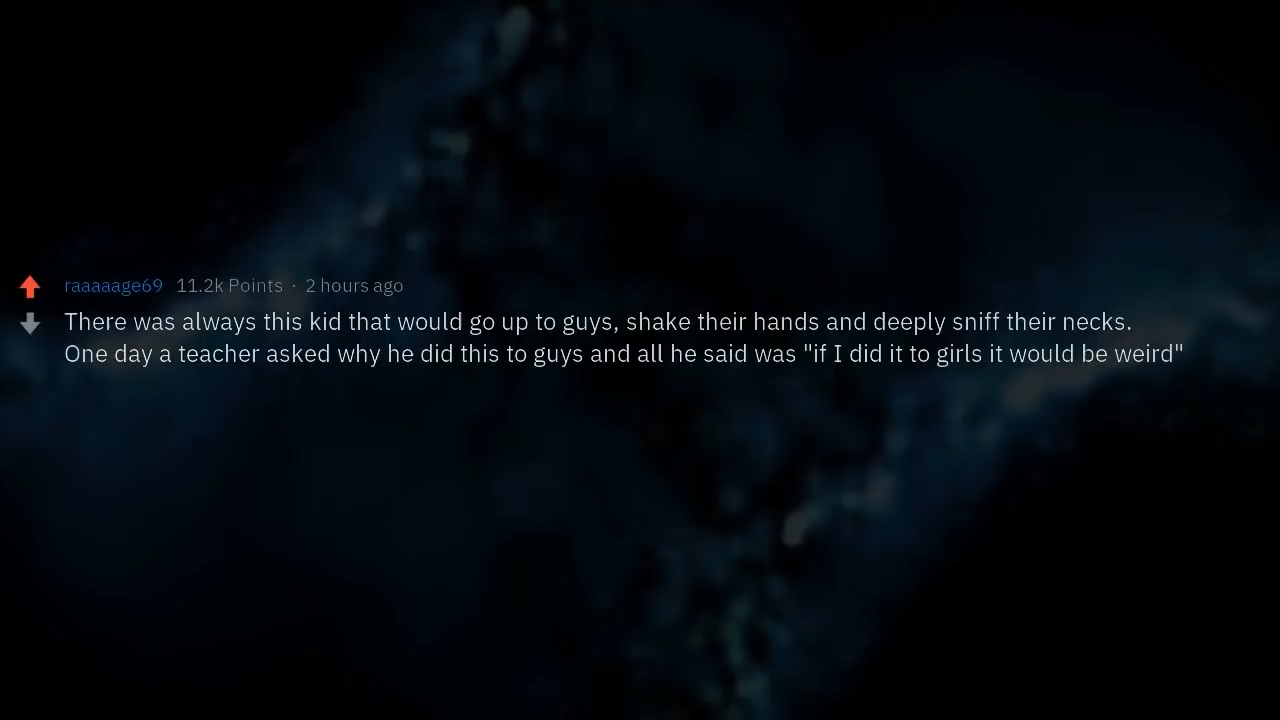 raaaaage69 11.2k Points · 2 hours ago
There was always this kid that would go up to guys, shake their hands and deeply sniff their necks.
One day a teacher asked why he did this to guys and all he said was "if I did it to girls it would be weird"